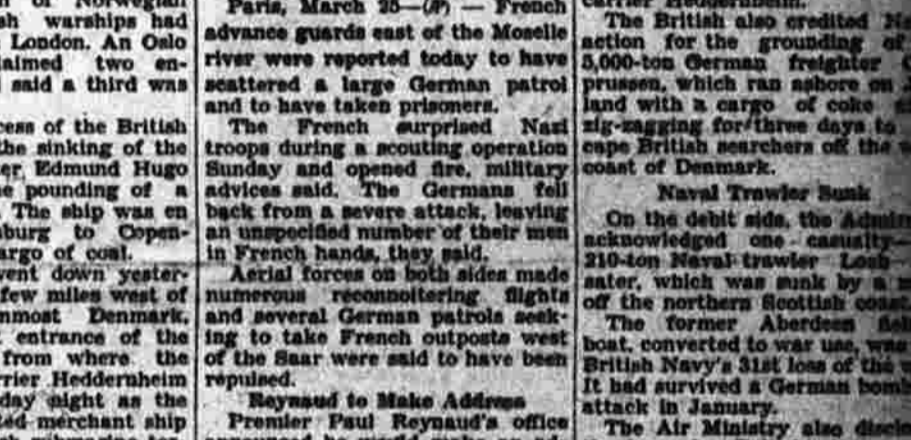 of Norwegian
sh warships had
London. An Oslo
laimed two en-
said a third was
cess of the British
the sinking of the
er Edmund Hugo
e pounding of a
The ship was en
burg to Copen-
argo of coal.
vent down yester-
few miles west of
nmost Denmark,
entrance of the
from where the
rrier Heddernheim
day night as the
ted merchant ship
Paris, March 25—(AP) — French
advance guards east of the Moselle
river were reported today to have
scattered a large German patrol
and to have taken prisoners.
The French surprised Nazi
troops during a scouting operation
Sunday and opened fire, military
advices said. The Germans fell
back from a severe attack, leaving
an unspecified number of their men
in French hands, they said.
Aerial forces on both sides made
numerous reconnoitering flights
and several German patrols seek-
ing to take French outposts west
of the Saar were said to have been
repulsed.
Reynaud to Make Address
Premier Paul Reynaud's office
carrier Heddernheim.
The British also credited
action for the grounding of
5,000-ton German freighter
prussen, which ran ashore on
land with a cargo of coke
zig-zagging for three days to
cape British searchers off the
coast of Denmark.
Naval Trawler Sunk
On the debit side, the
acknowledged one casualty—
210-ton Naval trawler Loch
sater, which was sunk by a
off the northern Scottish coast.
The former Aberdeen
boat, converted to war use, was
British Navy's 31st loss of the
It had survived a German bomb
attack in January.
The Air Ministry also